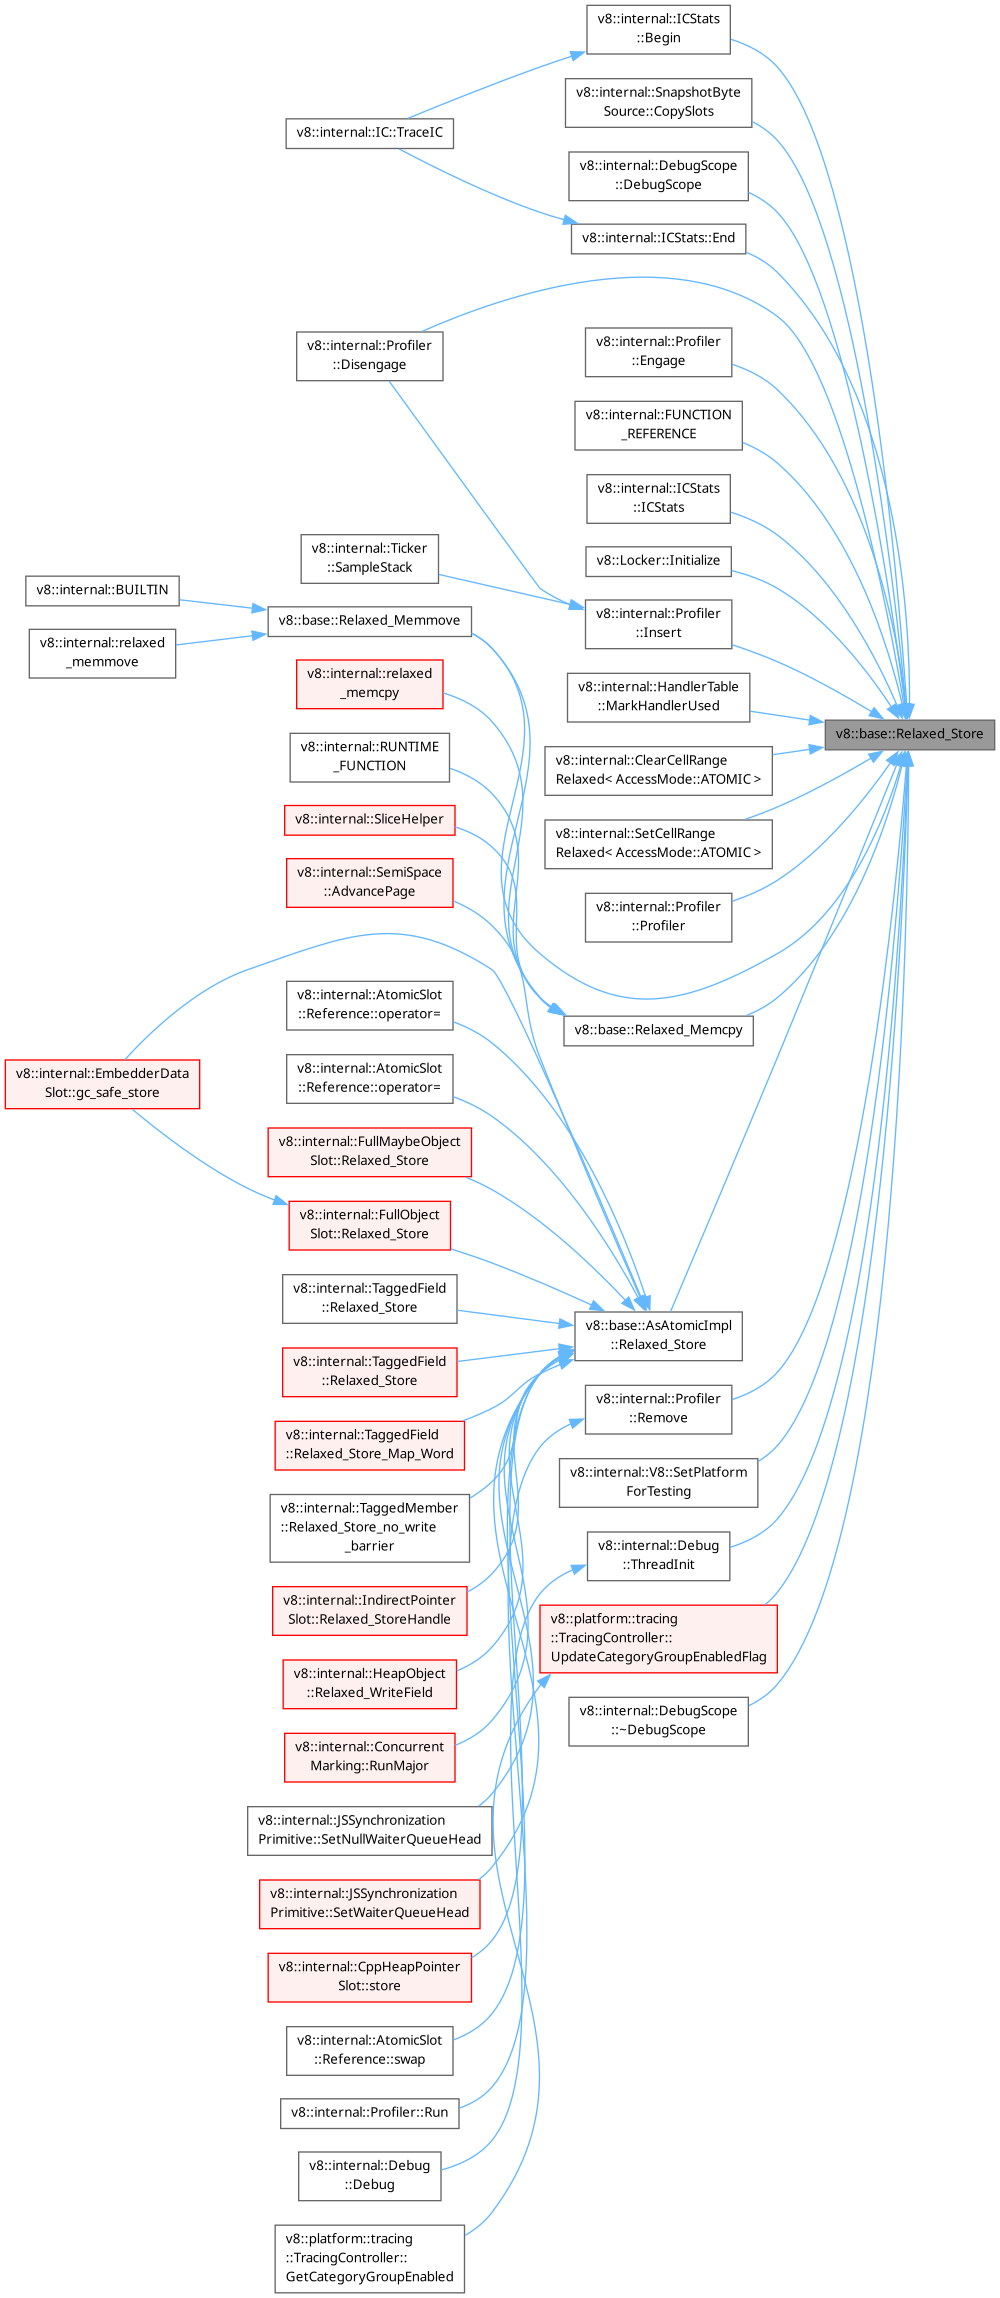 v8::internal::ICStats
::Begin
v8::internal::SnapshotByte
Source::CopySlots
v8::internal::IC::TraceIC
v8::internal::DebugScope
::DebugScope
v8::internal::ICStats::End
v8::internal::Profiler
::Disengage
v8::internal::Profiler
::Engage
v8::internal::FUNCTION
_REFERENCE
v8::internal::ICStats
::ICStats
v8::internal::Ticker
::SampleStack
v8::Locker::Initialize
v8::internal::BUILTIN
v8::base::Relaxed_Memmove
v8::internal::Profiler
::Insert
v8::internal::relaxed
_memmove
v8::internal::relaxed
_memcpy
v8::internal::HandlerTable
::MarkHandlerUsed
v8::base::Relaxed_Store
v8::internal::RUNTIME
_FUNCTION
v8::internal::ClearCellRange
Relaxed< AccessMode::ATOMIC >
v8::internal::SliceHelper
v8::internal::SetCellRange
Relaxed< AccessMode::ATOMIC >
v8::internal::SemiSpace
::AdvancePage
v8::internal::Profiler
::Profiler
v8::internal::AtomicSlot
::Reference::operator=
v8::base::Relaxed_Memcpy
v8::internal::EmbedderData
Slot::gc_safe_store
v8::internal::AtomicSlot
::Reference::operator=
v8::internal::FullMaybeObject
Slot::Relaxed_Store
v8::internal::FullObject
Slot::Relaxed_Store
v8::internal::TaggedField
::Relaxed_Store
v8::base::AsAtomicImpl
::Relaxed_Store
v8::internal::TaggedField
::Relaxed_Store
v8::internal::Profiler
::Remove
v8::internal::TaggedField
::Relaxed_Store_Map_Word
v8::internal::V8::SetPlatform
ForTesting
v8::internal::TaggedMember
::Relaxed_Store_no_write
_barrier
v8::internal::Debug
::ThreadInit
v8::internal::IndirectPointer
Slot::Relaxed_StoreHandle
v8::platform::tracing
::TracingController::
UpdateCategoryGroupEnabledFlag
v8::internal::HeapObject
::Relaxed_WriteField
v8::internal::DebugScope
::~DebugScope
v8::internal::Concurrent
Marking::RunMajor
v8::internal::JSSynchronization
Primitive::SetNullWaiterQueueHead
v8::internal::JSSynchronization
Primitive::SetWaiterQueueHead
v8::internal::CppHeapPointer
Slot::store
v8::internal::AtomicSlot
::Reference::swap
v8::internal::Profiler::Run
v8::internal::Debug
::Debug
v8::platform::tracing
::TracingController::
GetCategoryGroupEnabled